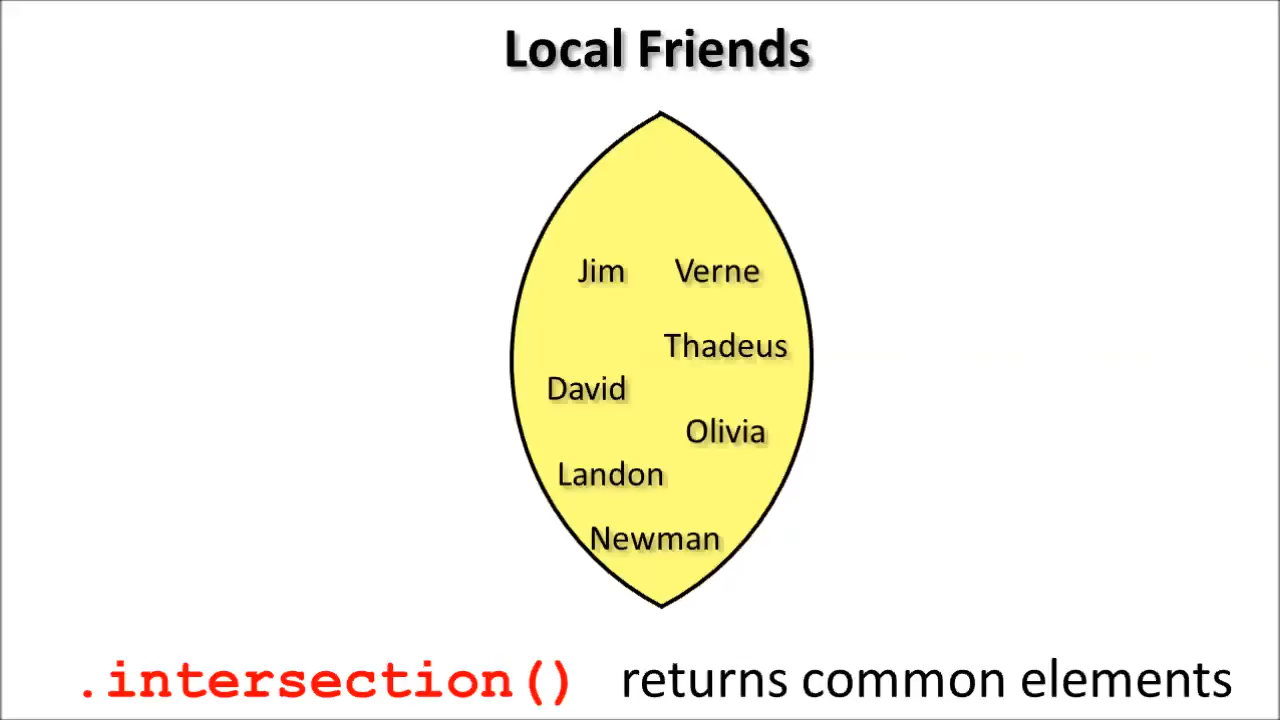 Local Friends
Jim Verne
Thadeus
David
Olivia
Landon
Newman
.intersection() returns common elements